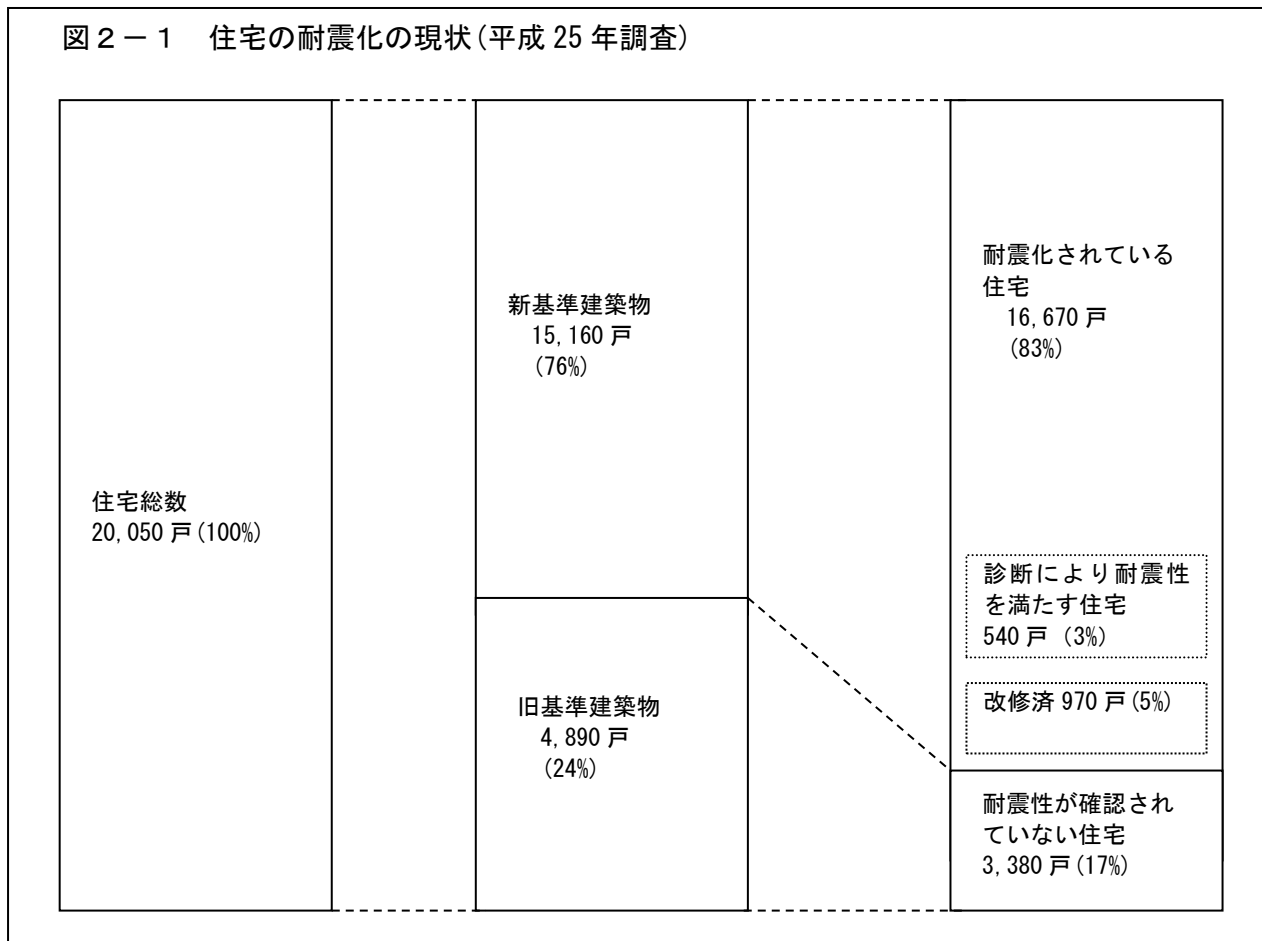 図2－1　住宅の耐震化の現状(平成 25 年調査)
住宅総数
20,050 戸(100%)
新基準建築物
15,160 戸
(76%)
旧基準建築物
4,890 戸
(24%)
耐震化されている
住宅
16,670 戸
(83%)
診断により耐震性
を満たす住宅
540 戸 (3%)
改修済 970 戸(5%)
耐震性が確認され
ていない住宅
3,380 戸(17%)